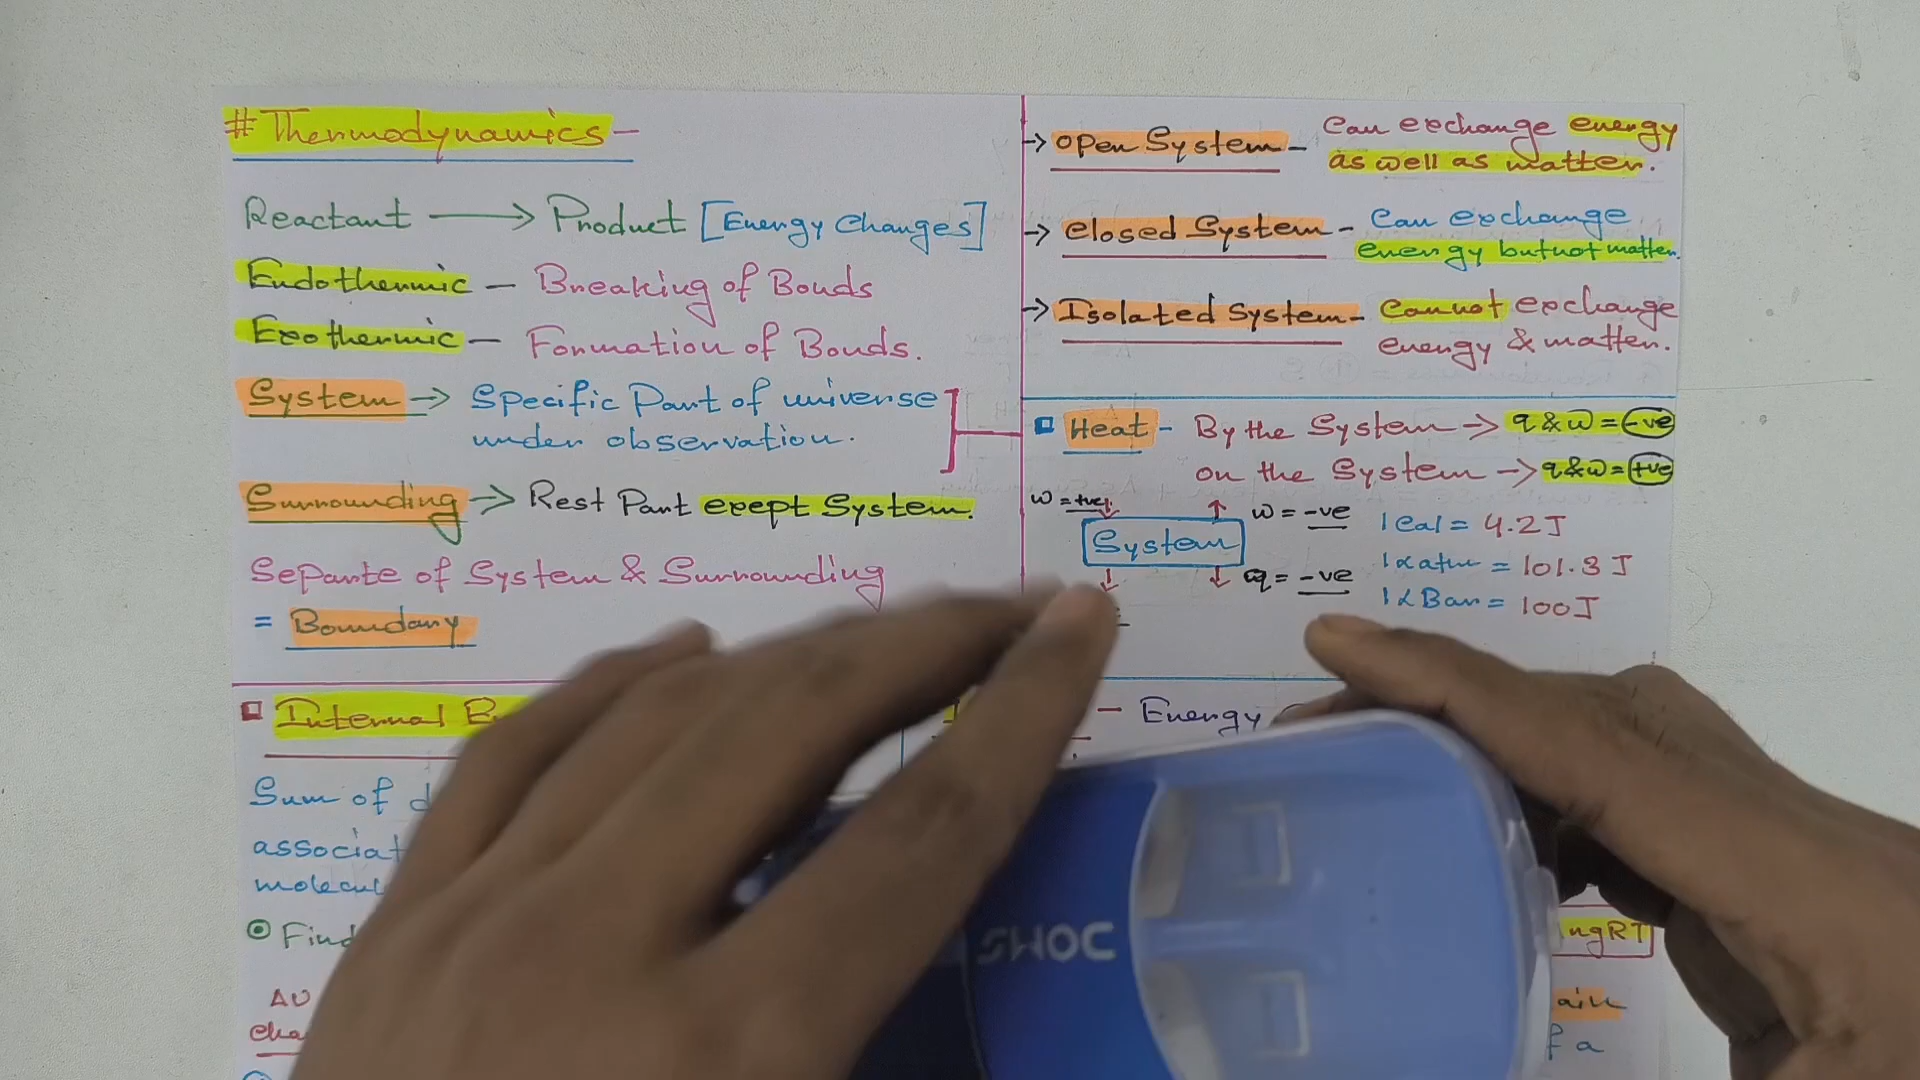 # Thermodynamics -
Reactant → Product [Energy Changes]
Endothermic - Breaking of Bonds
Exothermic - Formation of Bonds.
System → Specific Part of universe
under observation.
Surrounding → Rest Part exept System.
Separte of System & Surrounding
= Boundary
→ open System - Can exchange energy
as well as matter.
→ closed System - Can exchange
energy but not matter.
→ Isolated System - Cannot exchange
energy & matter.
Heat - By the System → q & w = -ve
on the System → q & w = +ve
w = +ve
w = -ve
System
q = -ve
1 Cal = 4.2 J
1 L atm = 101.3 J
1 L Bar = 100 J
Internal
Sum of
associat
molecul
Find
ΔU
cha
- Energy
ngRT
f a
SWOC